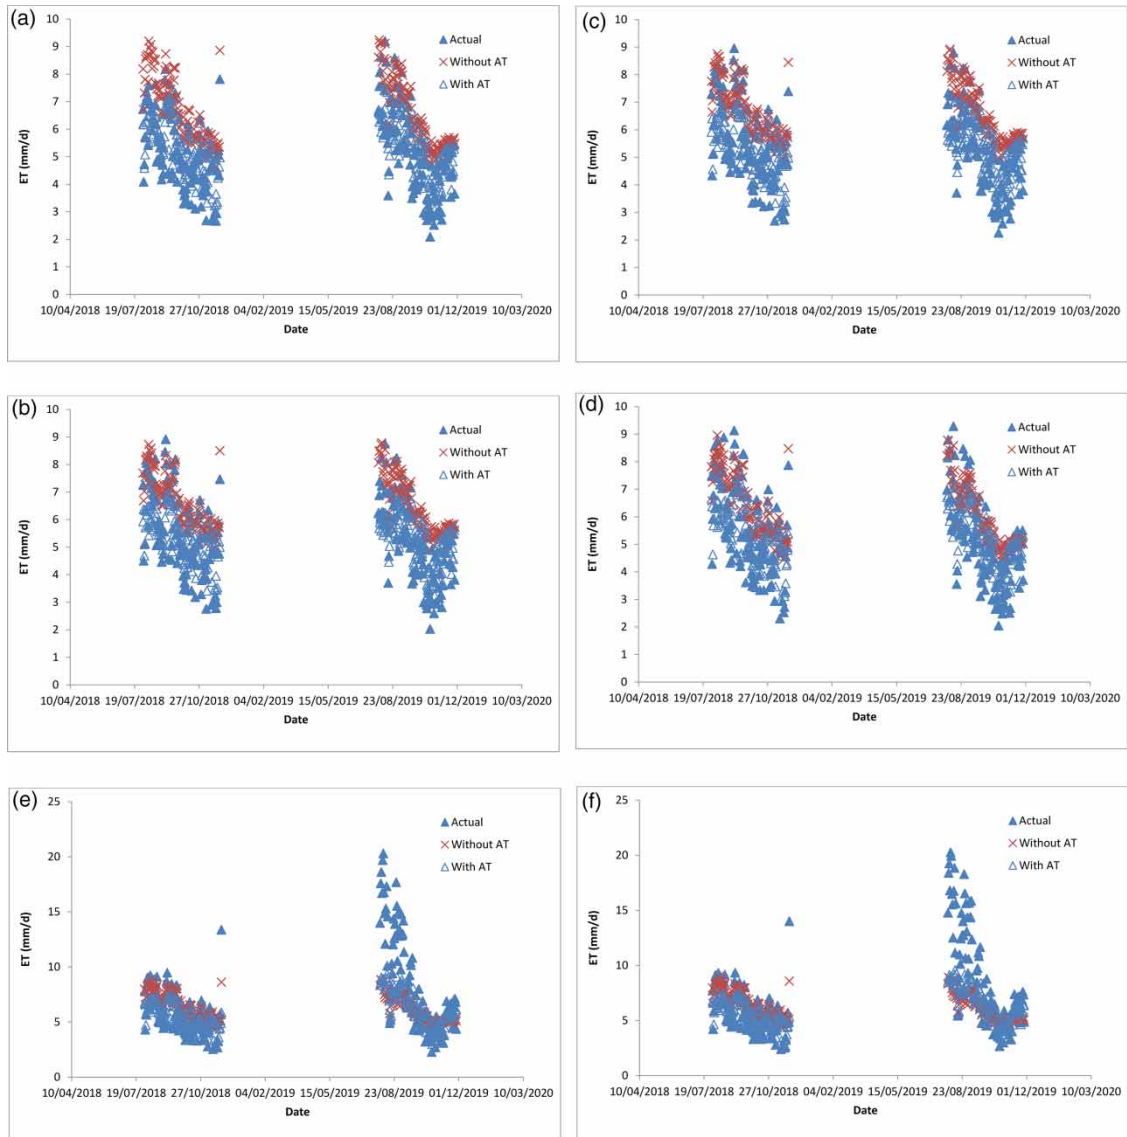 (a)
10
9
8
7
6
5
4
3
2
1
0
ET (mm/d)
Actual
Without AT
With AT
10/04/2018 19/07/2018 27/10/2018 04/02/2019 15/05/2019 23/08/2019 01/12/2019 10/03/2020
Date
(c)
10
9
8
7
6
5
4
3
2
1
0
ET (mm/d)
Actual
Without AT
With AT
10/04/2018 19/07/2018 27/10/2018 04/02/2019 15/05/2019 23/08/2019 01/12/2019 10/03/2020
Date
(b)
10
9
8
7
6
5
4
3
2
1
0
ET (mm/d)
Actual
Without AT
With AT
10/04/2018 19/07/2018 27/10/2018 04/02/2019 15/05/2019 23/08/2019 01/12/2019 10/03/2020
Date
(d)
10
9
8
7
6
5
4
3
2
1
0
ET (mm/d)
Actual
Without AT
With AT
10/04/2018 19/07/2018 27/10/2018 04/02/2019 15/05/2019 23/08/2019 01/12/2019 10/03/2020
Date
(e)
25
20
15
10
5
0
ET (mm/d)
Actual
Without AT
With AT
10/04/2018 19/07/2018 27/10/2018 04/02/2019 15/05/2019 23/08/2019 01/12/2019 10/03/2020
Date
(f)
25
20
15
10
5
0
ET (mm/d)
Actual
Without AT
With AT
10/04/2018 19/07/2018 27/10/2018 04/02/2019 15/05/2019 23/08/2019 01/12/2019 10/03/2020
Date